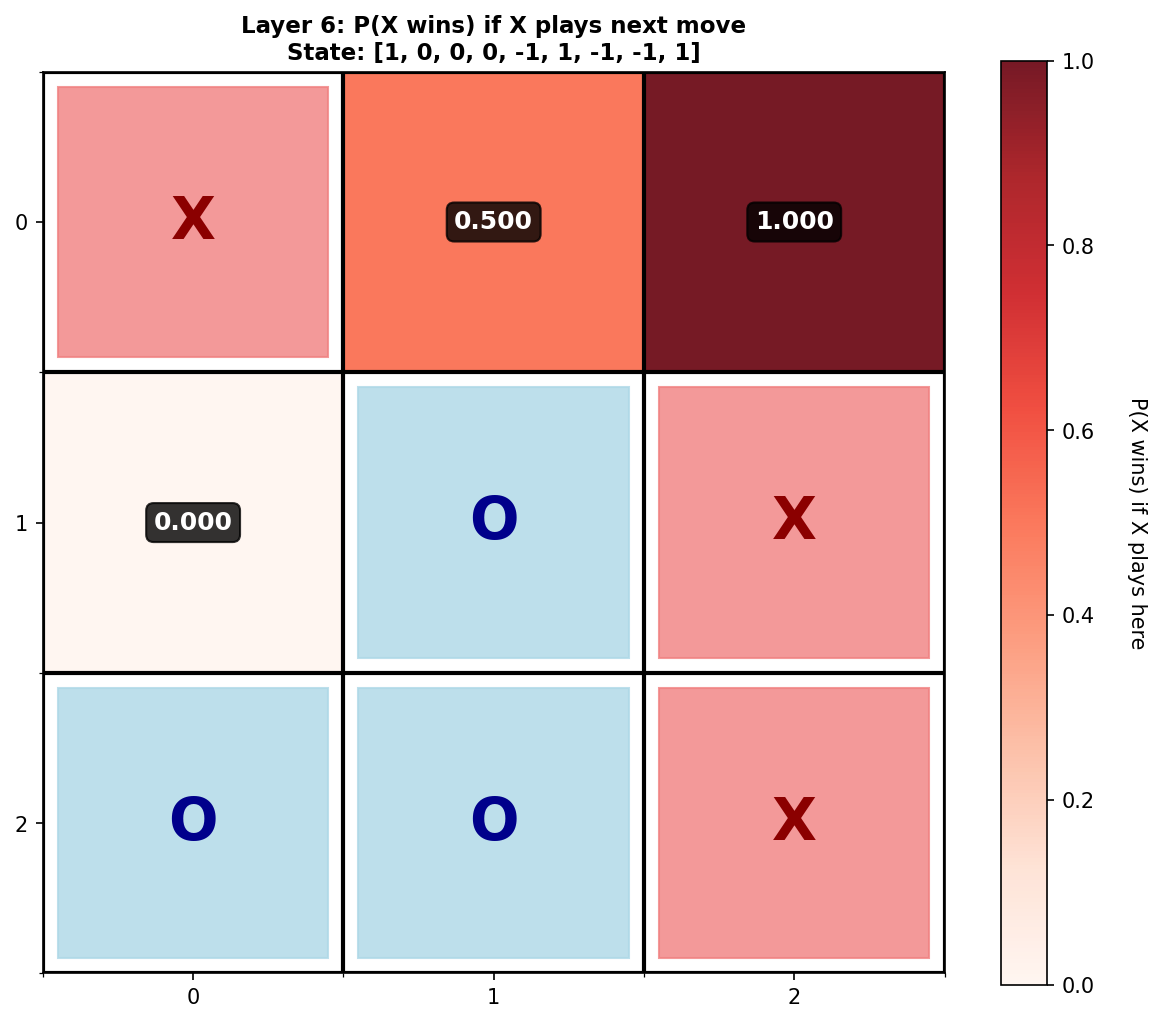 Layer 6: P(X wins) if X plays next move
State: [1, 0, 0, 0, -1, 1, -1, -1, 1]
0
X
0.500
1.000
1
0.000
O
X
2
O
O
X
0
1
2
1.0
0.8
0.6
0.4
0.2
0.0
P(X wins) if X plays here